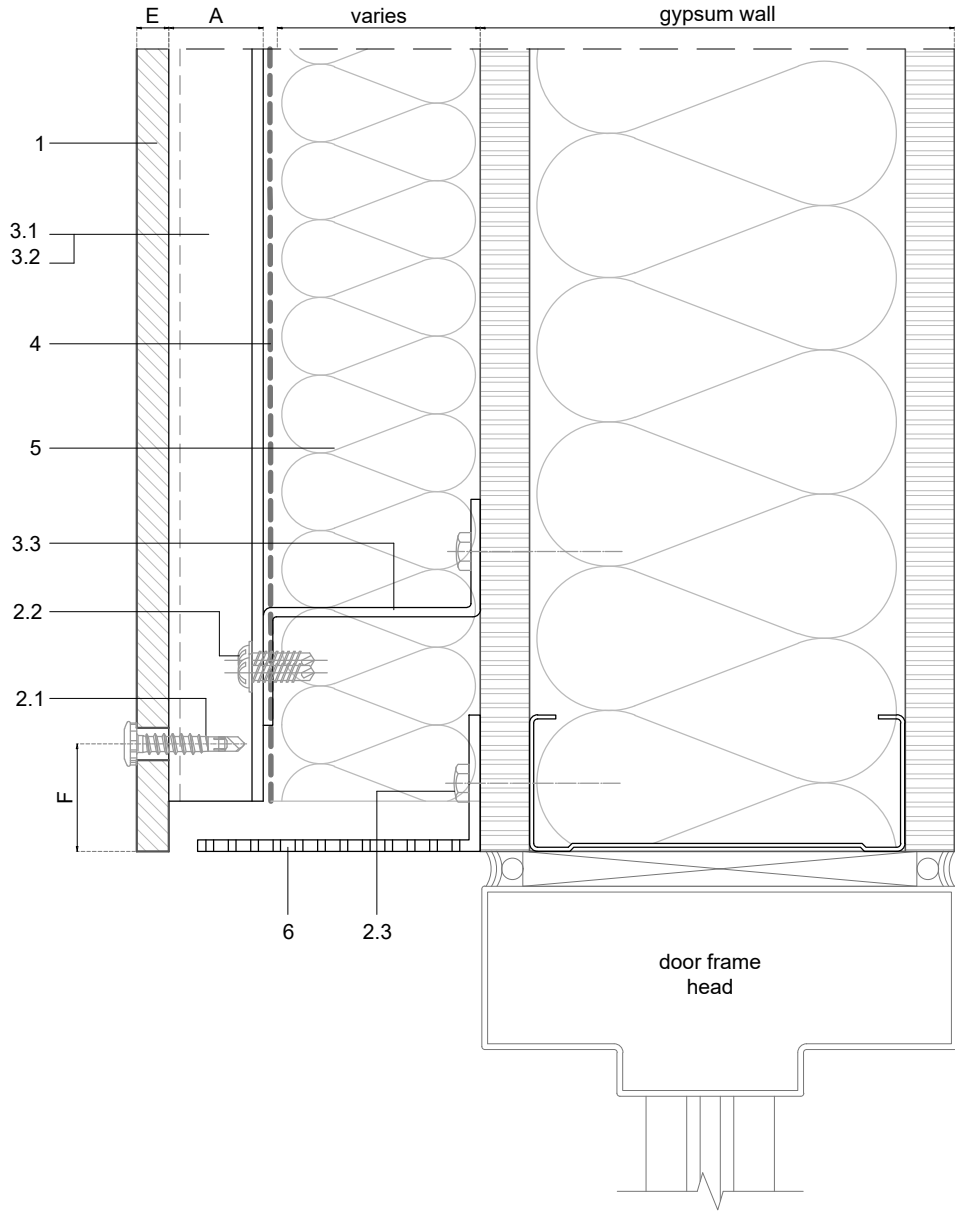 E
A
varies
gypsum wall
1
3.1
3.2
4
5
3.3
2.2
2.1
F
6
2.3
door frame
head